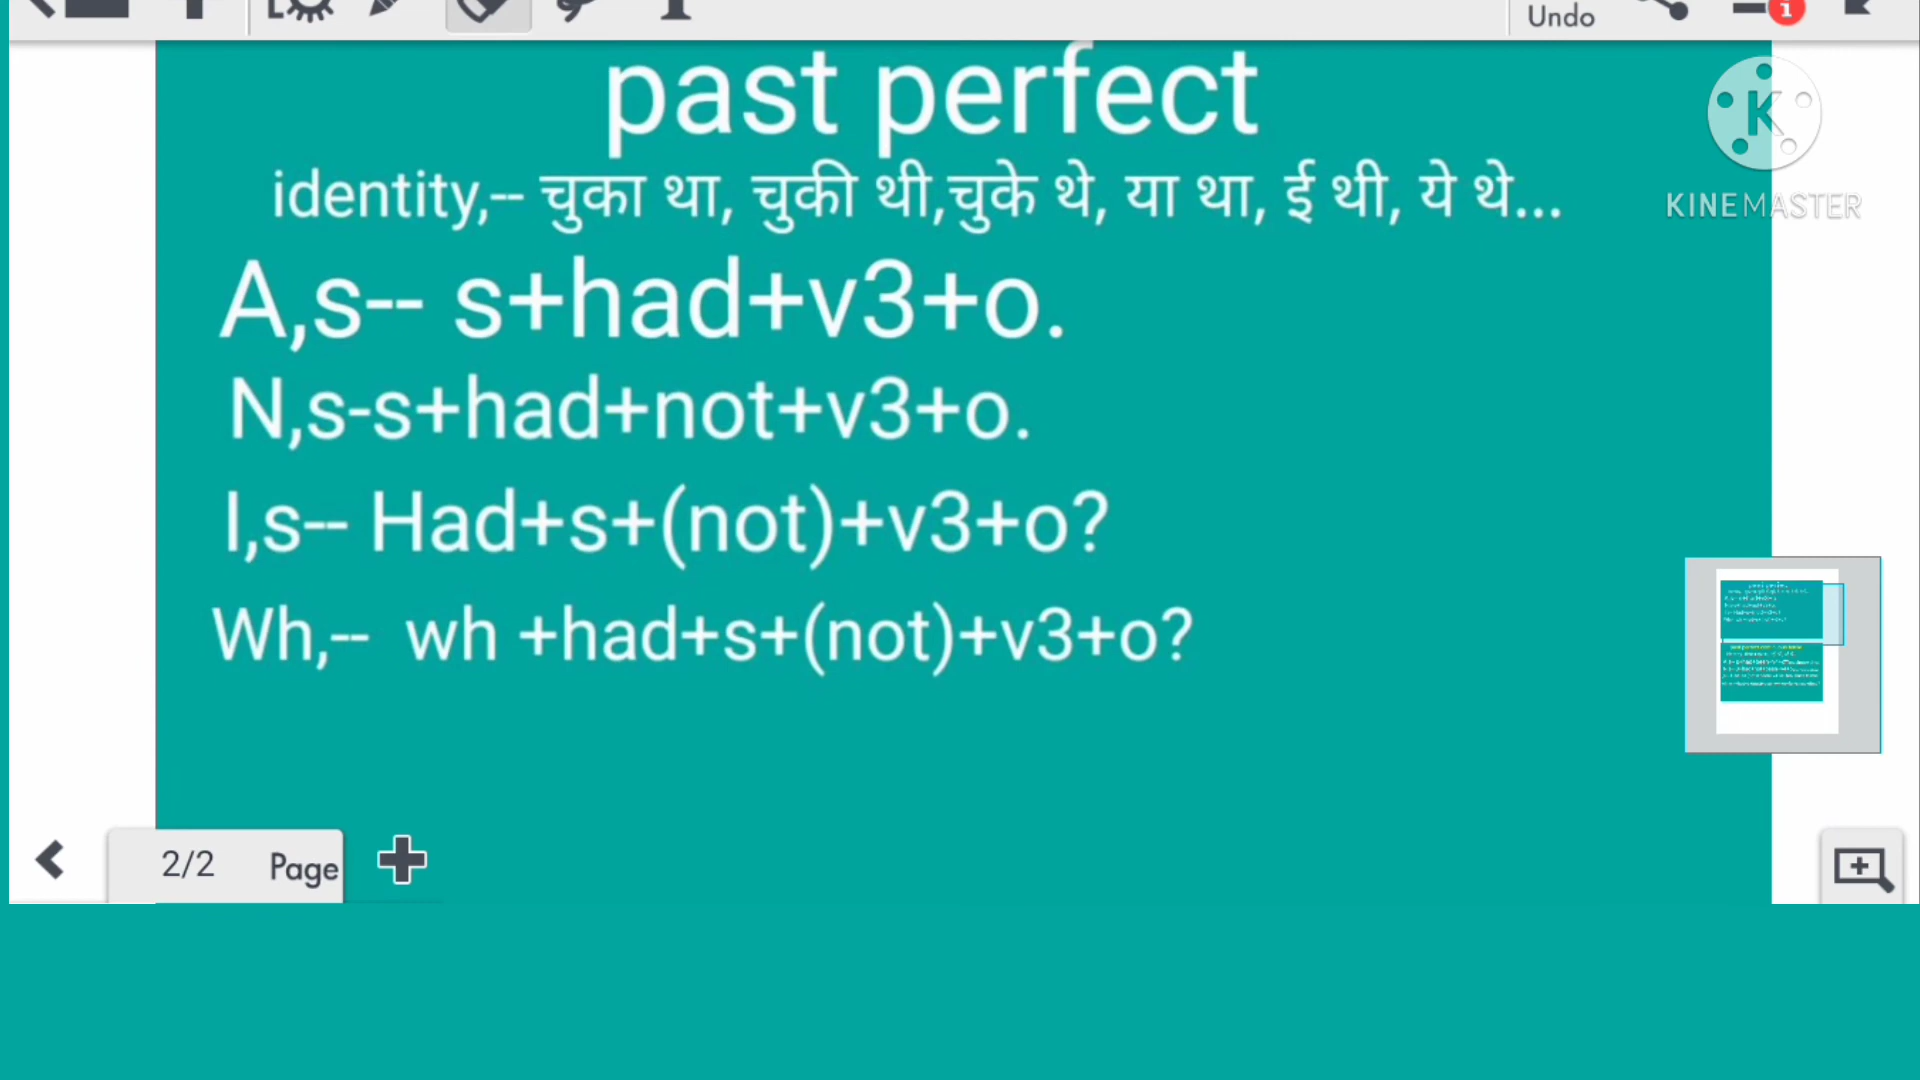 Undo
past perfect
identity,-- चुका था, चुकी थी,चुके थे, या था, ई थी, ये थे...
KINEMASTER
A,s-- s+had+v3+o.
N,s-s+had+not+v3+o.
I,s-- Had+s+(not)+v3+o?
Wh,-- wh +had+s+(not)+v3+o?
2/2 Page